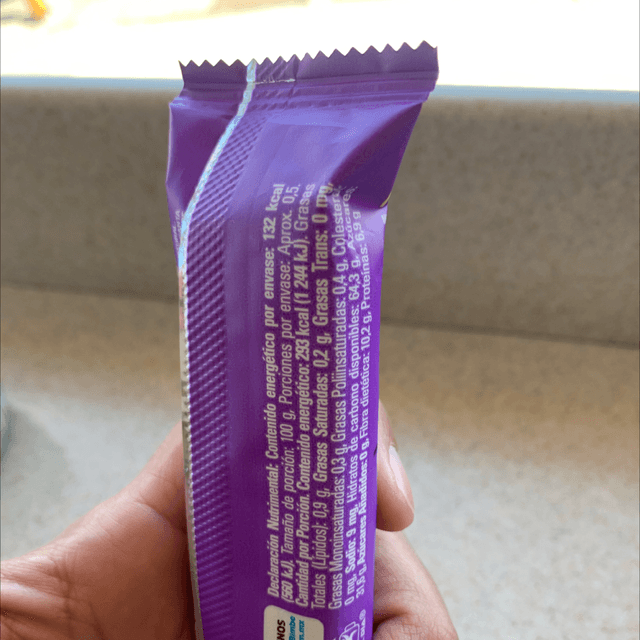 Declaración Nutrimental: Contenido energético por envase: 132 kcal
(560 kJ). Tamaño de porción: 100 g. Porciones por envase: Aprox. 0,5.
Cantidad por Porción. Contenido energético: 293 kcal (1 244 kJ). Grasas
Totales (Lípidos): 0,9 g. Grasas Saturadas: 0,2 g. Grasas Trans: 0 mg.
Grasas Monoinsaturadas: 0,3 g. Grasas Poliinsaturadas: 0,4 g.
0 mg. Sodio: 9 mg. Hidratos de carbono disponibles: 64,3 g.
Azúcares Añadidos: 0 g. Fibra Dietética: 10,2 g. Proteínas: 6,9 g
NOS